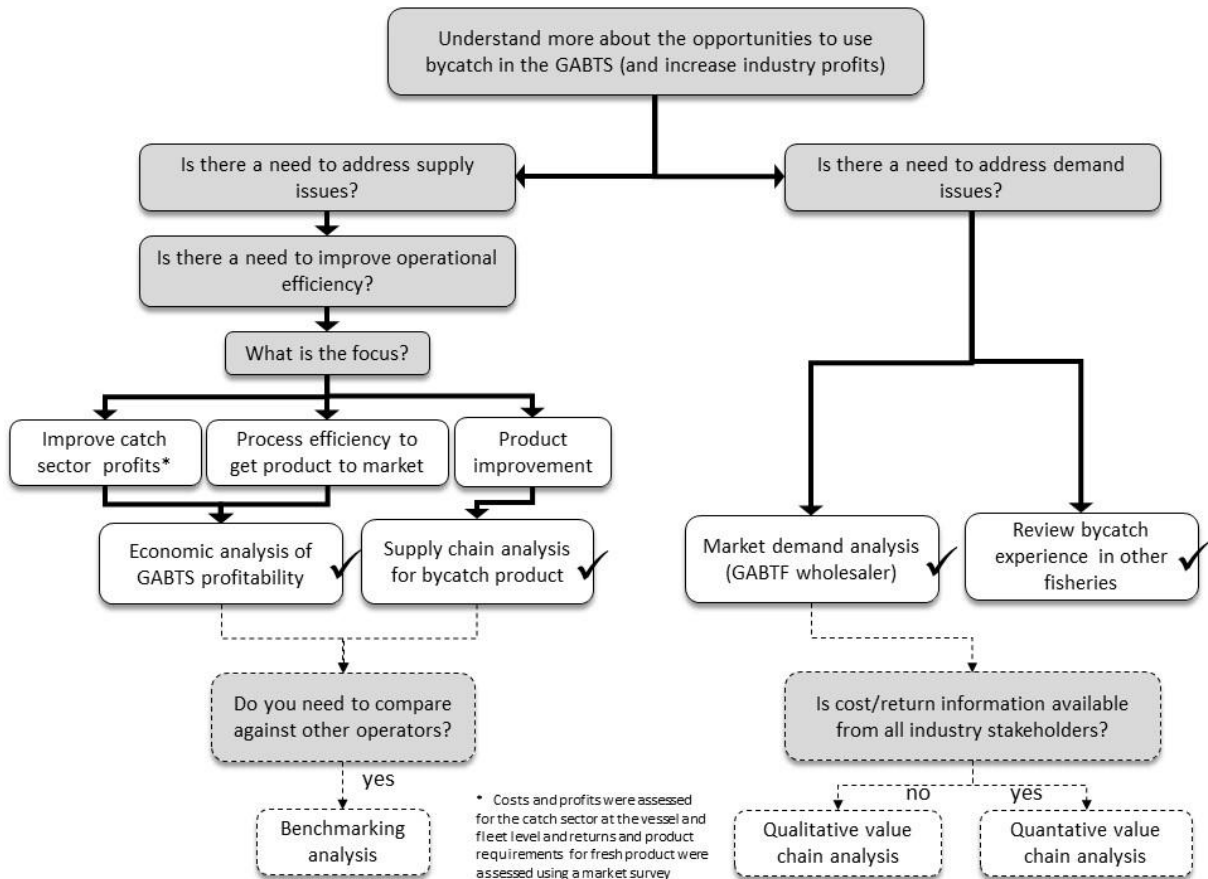 Understand more about the opportunities to use
bycatch in the GABTS (and increase industry profits)
Is there a need to address supply
issues?
Is there a need to address demand
issues?
Is there a need to improve operational
efficiency?
What is the focus?
Improve catch
sector profits*
Process efficiency to
get product to market
Product
improvement
Economic analysis of
GABTS profitability
Supply chain analysis
for bycatch product
Market demand analysis
(GABTF wholesaler)
Review bycatch
experience in other
fisheries
Do you need to compare
against other operators?
Is cost/return information available
from all industry stakeholders?
yes
no
yes
Benchmarking
analysis
* Costs and profits were assessed
for the catch sector at the vessel and
fleet level and returns and product
requirements for fresh product were
assessed using a market survey
Qualitative value
chain analysis
Quantative value
chain analysis